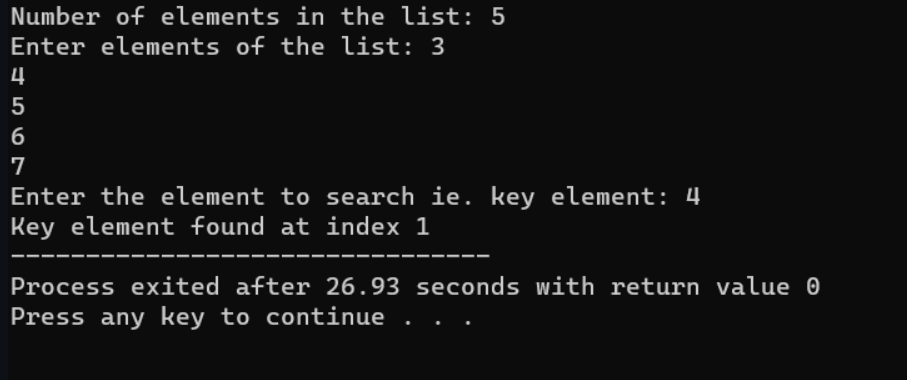 Number of elements in the list: 5
Enter elements of the list: 3
4
5
6
7
Enter the element to search ie. key element: 4
Key element found at index 1
--------------------------------
Process exited after 26.93 seconds with return value 0
Press any key to continue . . .